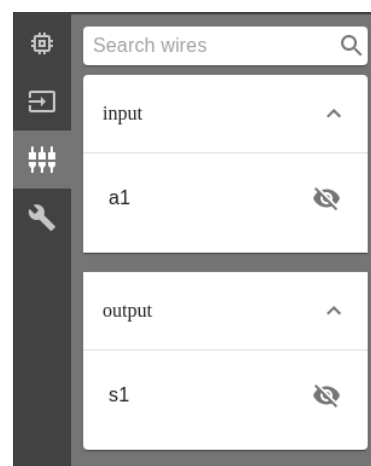 Search wires
input
a1
output
s1